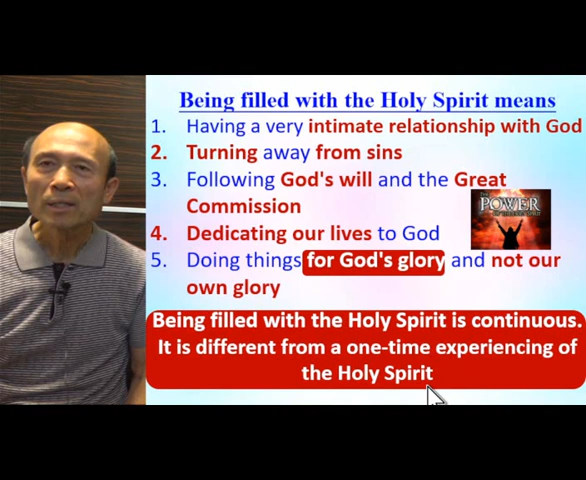 Being filled with the Holy Spirit means
1. Having a very intimate relationship with God
2. Turning away from sins
3. Following God's will and the Great
Commission
THE
POWER
4. Dedicating our lives to God
5. Doing things for God's glory and not our
own glory
Being filled with the Holy Spirit is continuous.
It is different from a one-time experiencing of
the Holy Spirit